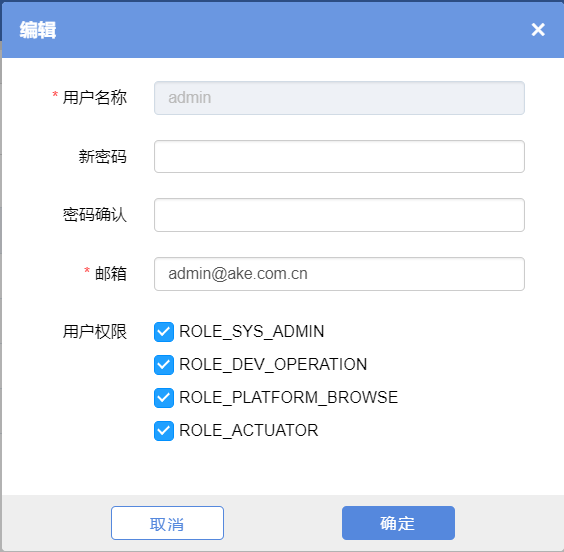 编辑
* 用户名称 admin
新密码
密码确认
* 邮箱 admin@ake.com.cn
用户权限 ROLE_SYS_ADMIN
ROLE_DEV_OPERATION
ROLE_PLATFORM_BROWSE
ROLE_ACTUATOR
取消 确定